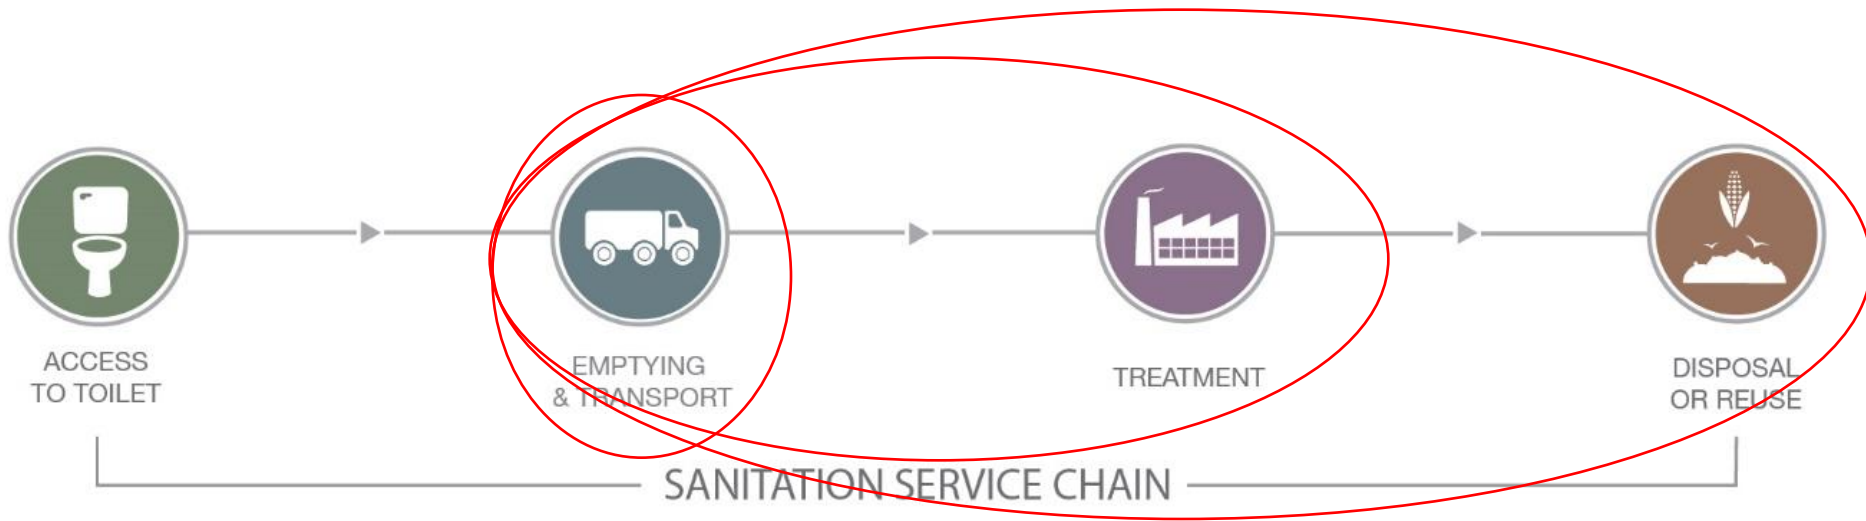 ACCESS
TO TOILET
EMPTYING
& TRANSPORT
TREATMENT
DISPOSAL
OR REUSE
SANITATION SERVICE CHAIN